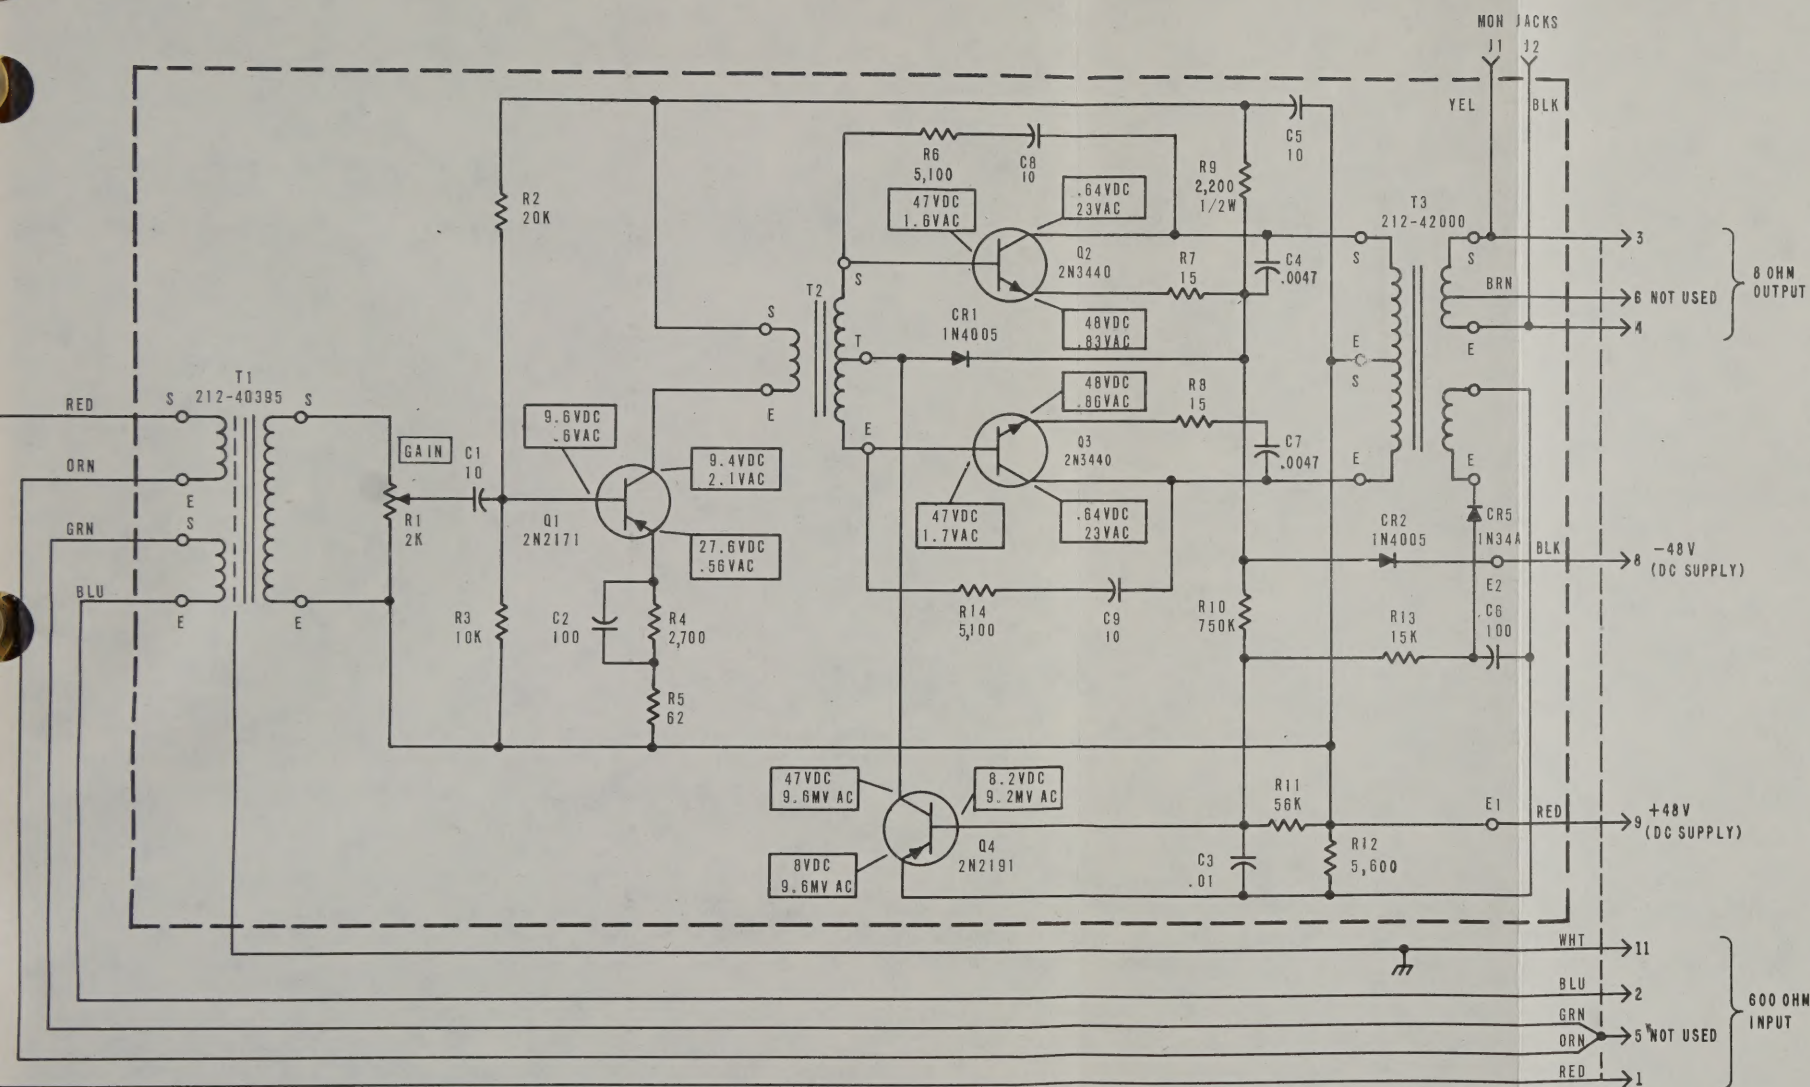 MON JACKS
J1 J2
YEL
BLK
C5
10
R6
5,100
C8
10
R9
2,200
1/2W
R2
20K
47VDC
1.6VAC
.64VDC
23VAC
T3
212-42000
Q2
2N3440
R7
15
C4
.0047
S
S
S
3
8 OHM
OUTPUT
BRN
6 NOT USED
4
T2
S
S
CR1
1N4005
48VDC
.83VAC
T
E
S
E
48VDC
.86VAC
R8
15
T1
212-40395
RED
S
S
E
E
9.6VDC
.6VAC
GAIN
C1
10
Q3
2N3440
C7
.0047
E
E
9.4VDC
2.1VAC
ORN
E
S
GRN
R1
2K
Q1
2N2171
47VDC
1.7VAC
.64VDC
23VAC
CR2
1N4005
CR5
1N34A
BLK
27.6VDC
.56VAC
8 -48V
(DC SUPPLY)
E2
BLU
E
E
R3
10K
C2
100
R4
2,700
R14
5,100
C9
10
R10
750K
R13
15K
C6
100
R5
62
47VDC
9.6MV AC
8.2VDC
9.2MV AC
R11
56K
E1
RED
9 +48V
(DC SUPPLY)
Q4
2N2191
8VDC
9.6MV AC
C3
.01
R12
5,600
WHT
11
BLU
2
GRN
600 OHM
INPUT
5 NOT USED
ORN
RED
1